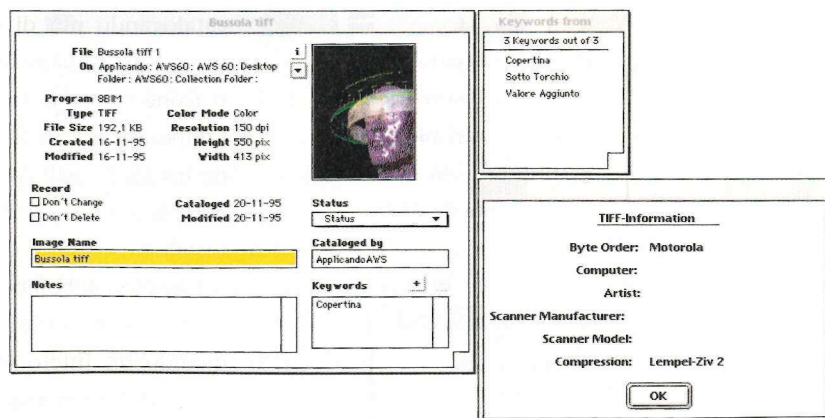 Bussola tiff
File Bussola tiff 1
On Applicando: AWS60: AWS 60: Desktop
Folder: AWS60: Collection Folder:
Program 8BIM
Type TIFF Color Mode Color
File Size 192,1 KB Resolution 150 dpi
Created 16-11-95 Height 550 pix
Modified 16-11-95 Width 413 pix
Record
Don't Change Cataloged 20-11-95
Don't Delete Modified 20-11-95
Status
Status
Image Name
Bussola tiff
Cataloged by
ApplicandoAWS
Notes
Keywords +
Copertina
Keywords from
3 Keywords out of 3
Copertina
Sotto Torchio
Valore Aggiunto
TIFF-Information
Byte Order: Motorola
Computer:
Artist:
Scanner Manufacturer:
Scanner Model:
Compression: Lempel-Ziv 2
OK